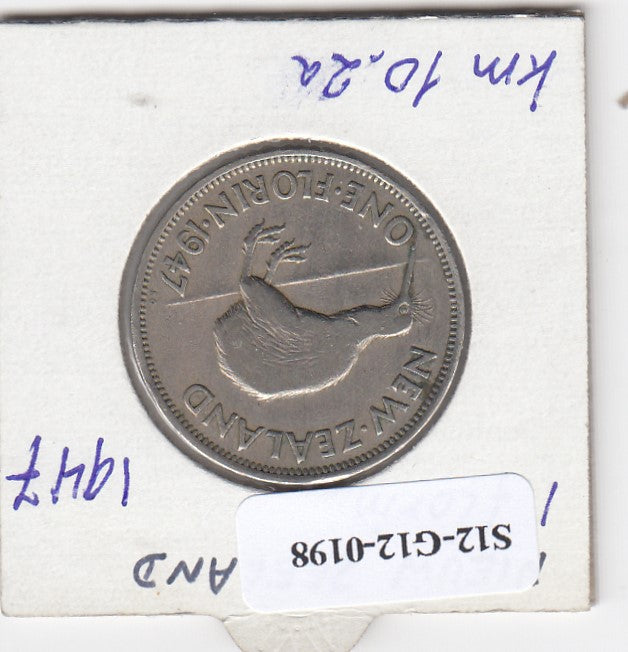 S12-G12-0198
1947
NEW·ZEALAND
ONE·FLORIN·1947
km 10.2a